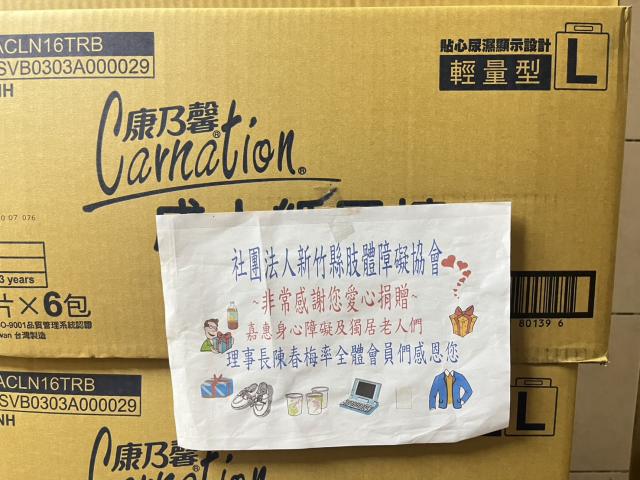 ACLN16TRB
SVB0303A000029
NH
貼心尿濕顯示設計
輕量型
L
康乃馨®
Carnation®
0 07 076
3 years
片×6包
SO-9001品質管理系統認證
wan 台灣製造
80139 6
社團法人新竹縣肢體障礙協會
~非常感謝您愛心捐贈~
嘉惠身心障礙及獨居老人們
理事長陳春梅率全體會員們感恩您
ACLN16TRB
SVB0303A000029
NH
L
康乃馨®
Carnation